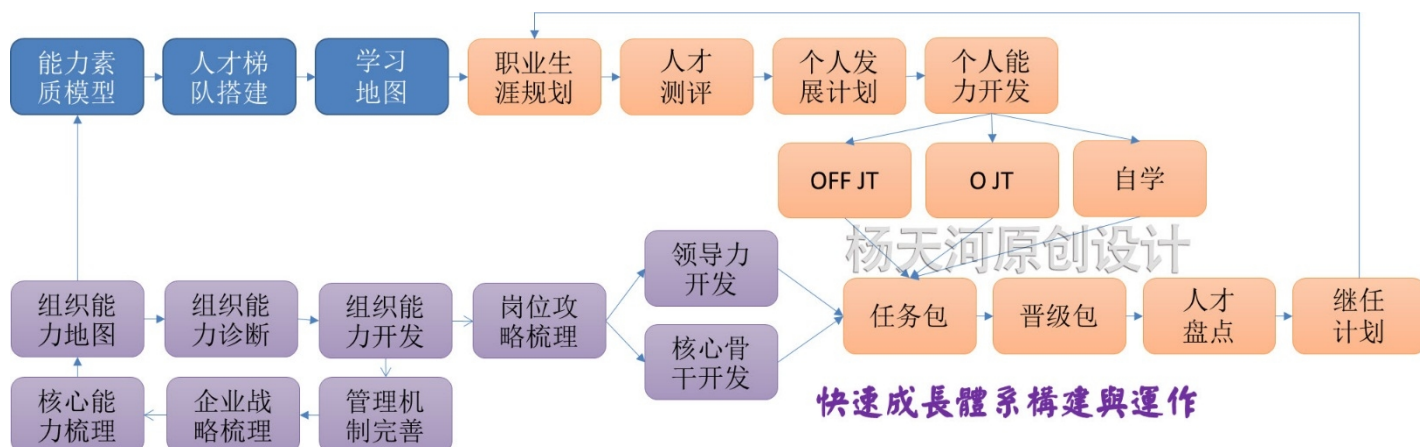 能力素
质模型
人才梯
队搭建
学习
地图
职业生
涯规划
人才
测评
个人发
展计划
个人能
力开发
OFF JT
O JT
自学
杨天河原创设计
领导力
开发
组织能
力地图
组织能
力诊断
组织能
力开发
岗位攻
略梳理
任务包
晋级包
人才
盘点
继任
计划
核心骨
干开发
核心能
力梳理
企业战
略梳理
管理机
制完善
快速成長體系構建與運作